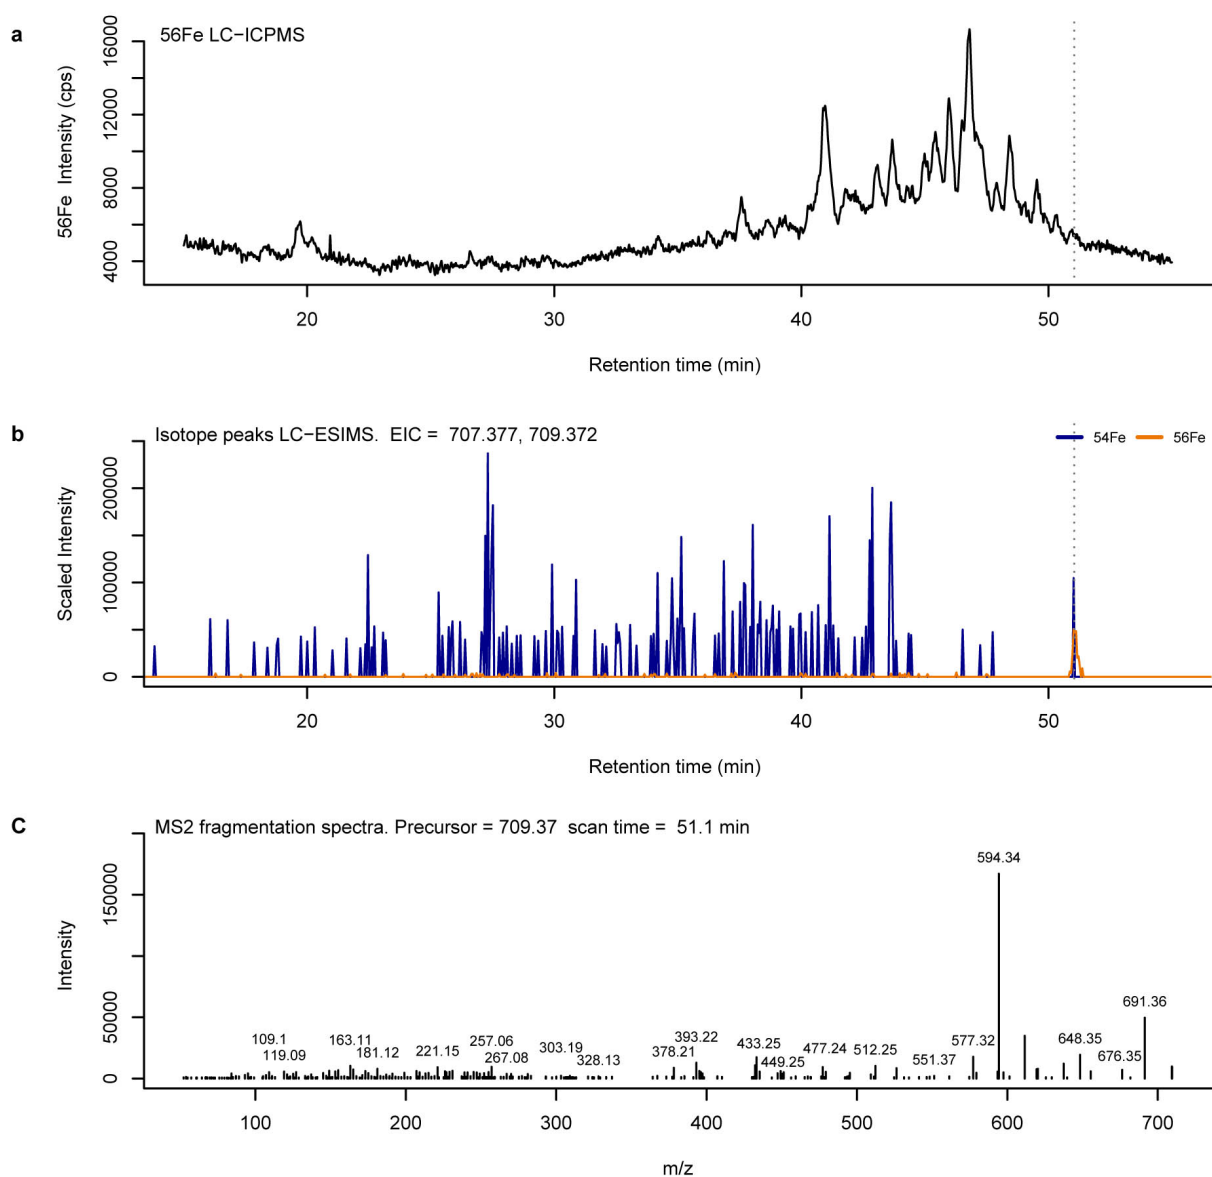 a
56Fe LC−ICPMS
56Fe Intensity (cps)
16000
12000
8000
4000
20 30 40 50
Retention time (min)
b
Isotope peaks LC−ESIMS. EIC = 707.377, 709.372
54Fe 56Fe
Scaled Intensity
200000
100000
0
20 30 40 50
Retention time (min)
C
MS2 fragmentation spectra. Precursor = 709.37 scan time = 51.1 min
Intensity
150000
50000
0
594.34
691.36
109.1
163.11
257.06
303.19
393.22
433.25
477.24
512.25
577.32
648.35
119.09
181.12
221.15
267.08
328.13
378.21
449.25
551.37
676.35
100 200 300 400 500 600 700
m/z